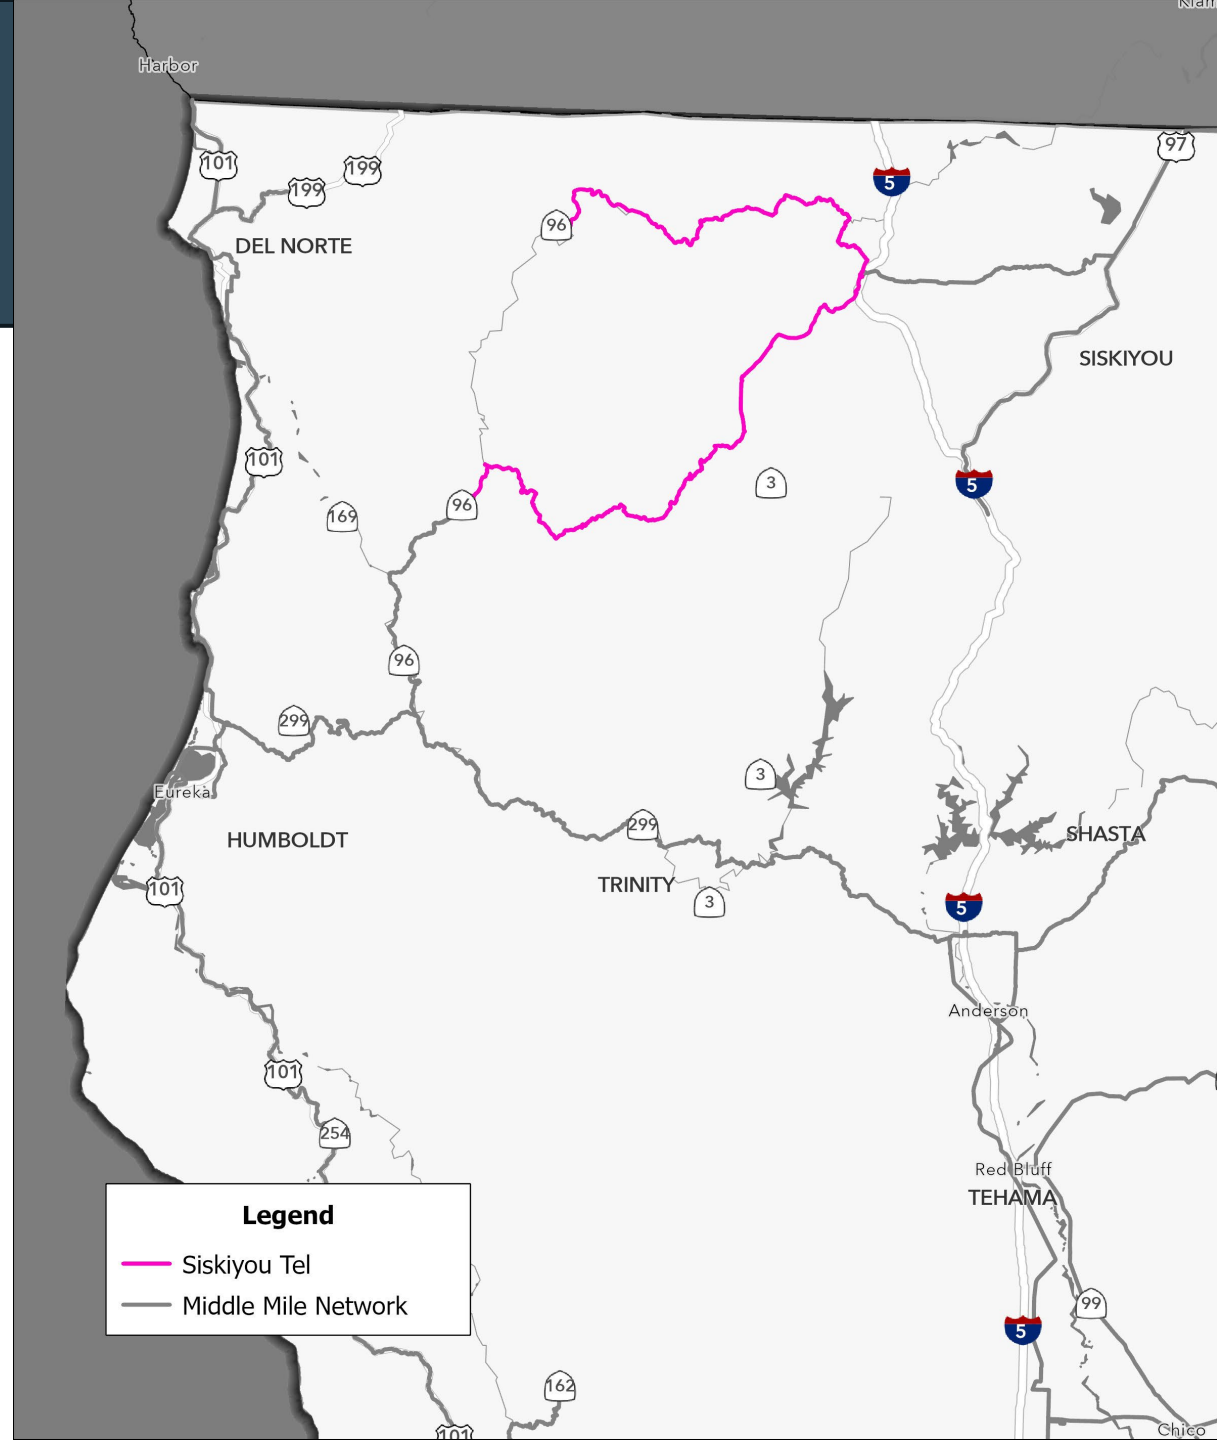 Harbor
97
101
199
199
5
96
DEL NORTE
SISKIYOU
101
3
5
96
169
96
299
3
Eureka
299
SHASTA
HUMBOLDT
TRINITY
101
3
5
Anderson
101
254
Red Bluff
TEHAMA
Legend
Siskiyou Tel
Middle Mile Network
99
5
162
101
Chico